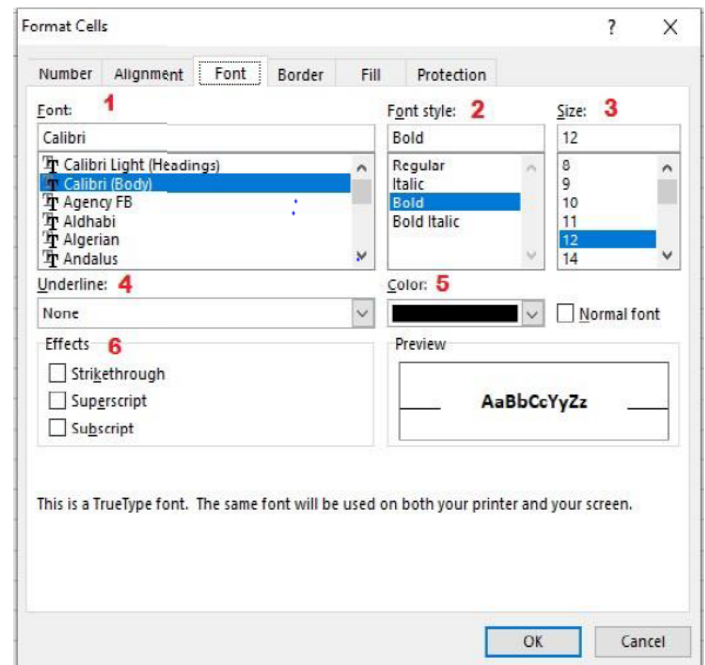 Format Cells ? X
Number Alignment Font Border Fill Protection
Font: 1 Font style: 2 Size: 3
Calibri Bold 12
Calibri Light (Headings) Regular 8
Calibri (Body) Italic 9
Agency FB Bold 10
Aldhabi Bold Italic 11
Algerian 12
Andalus 14
Underline: 4 Color: 5
None Normal font
Effects 6 Preview
Strikethrough
Superscript AaBbCcYyZz
Subscript
This is a TrueType font. The same font will be used on both your printer and your screen.
OK Cancel